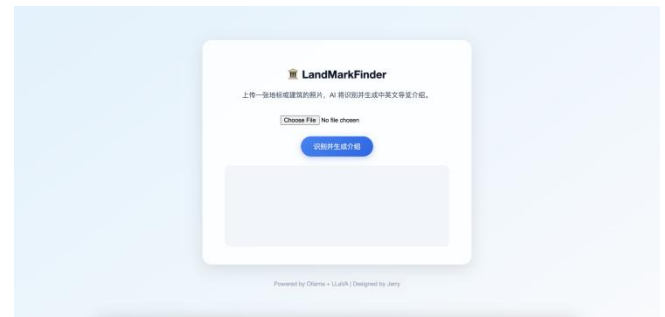 🏛️ LandMarkFinder
上传一张地标或建筑的照片，AI 将识别并生成中英文导览介绍。
Choose File No file chosen
识别并生成介绍
Powered by Ollama + LLaVA | Designed by Jerry